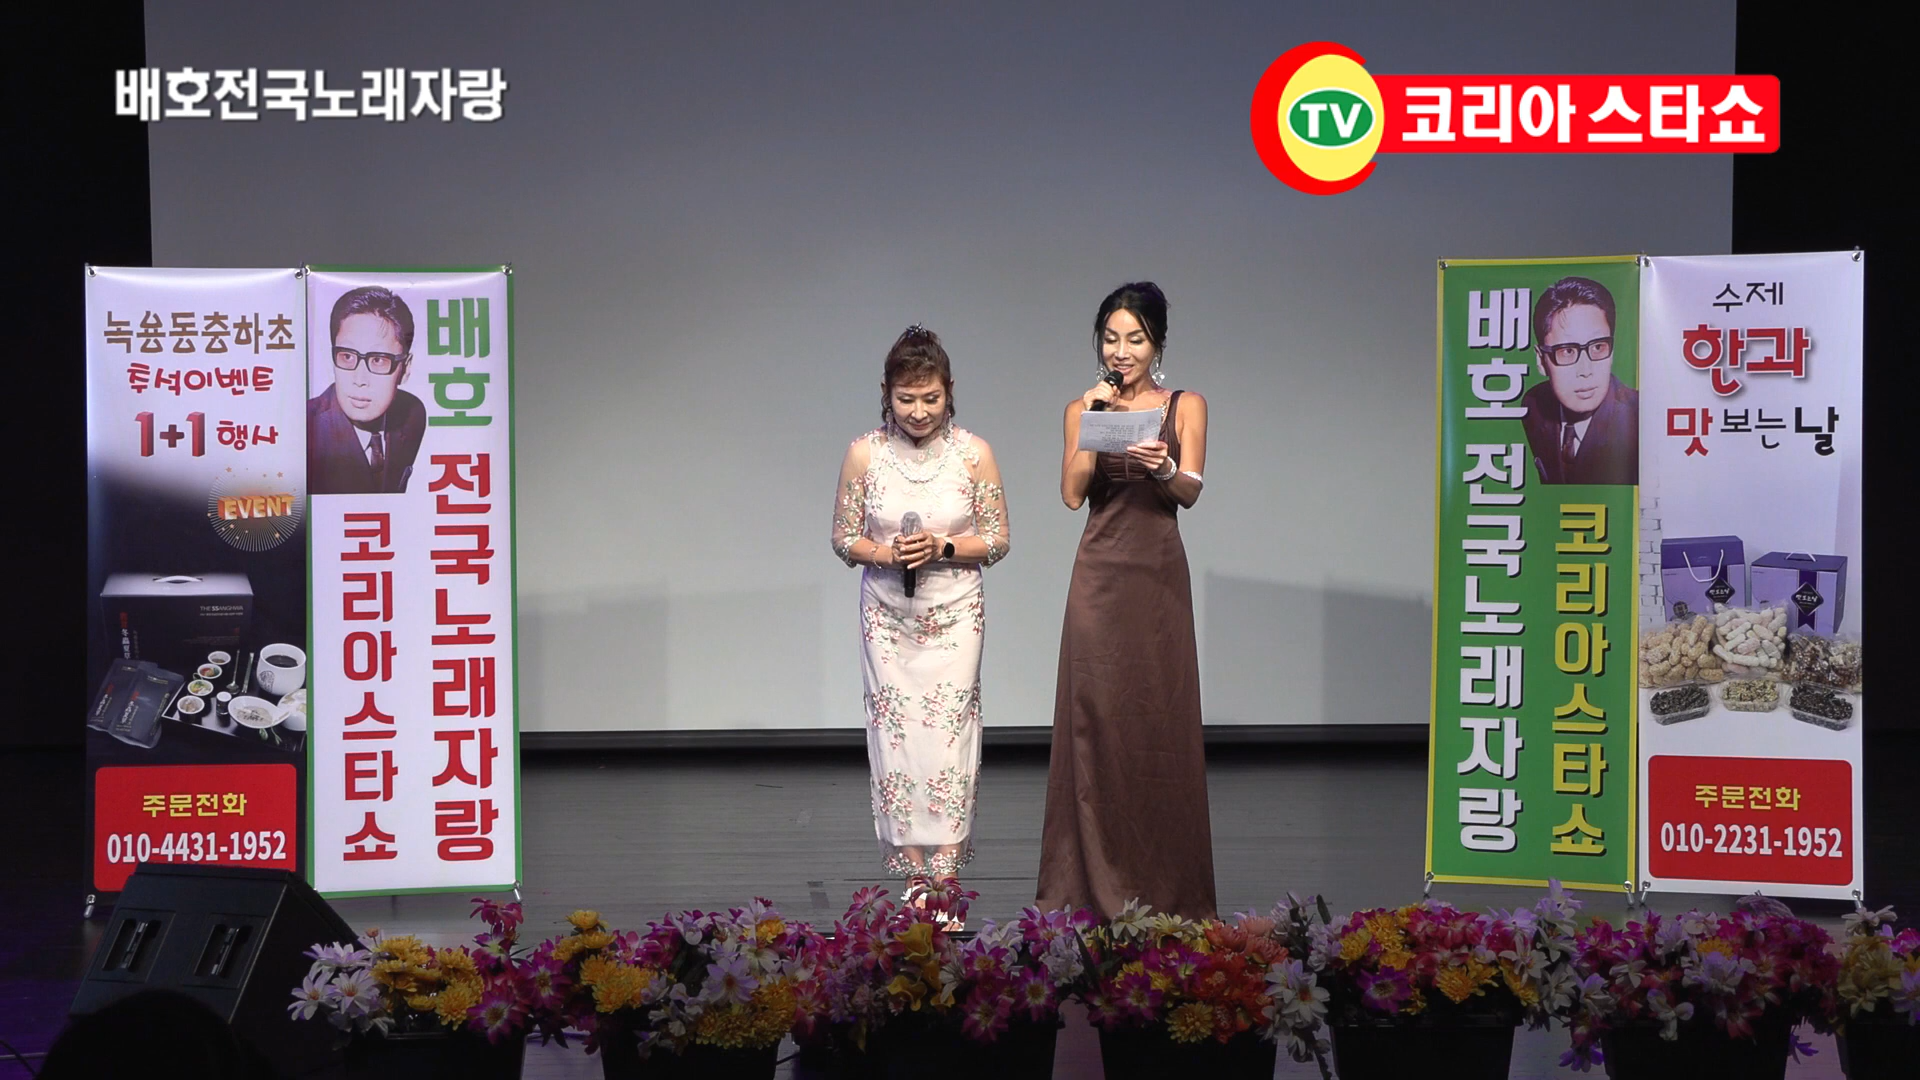 배호전국노래자랑
TV 코리아스타쇼
녹용동충하초
추석이벤트
1+1 행사
EVENT
THE SSANGHWA
주문전화
010-4431-1952
배호 전국노래자랑
코리아스타쇼
배호 전국노래자랑
코리아스타쇼
수제
한과
맛보는날
주문전화
010-2231-1952